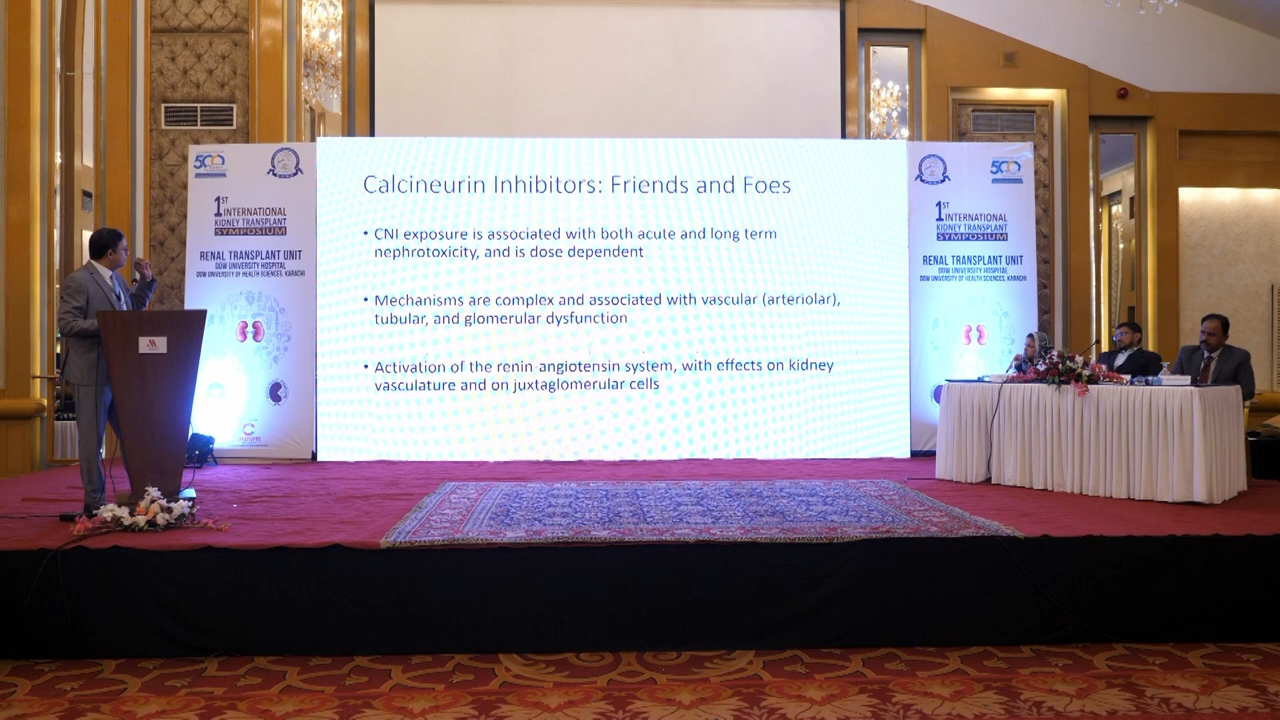 500
1ST
INTERNATIONAL
KIDNEY TRANSPLANT
SYMPOSIUM
RENAL TRANSPLANT UNIT
DOW UNIVERSITY HOSPITAL
DOW UNIVERSITY OF HEALTH SCIENCES, KARACHI
Calcineurin Inhibitors: Friends and Foes
• CNI exposure is associated with both acute and long term
nephrotoxicity, and is dose dependent
• Mechanisms are complex and associated with vascular (arteriolar),
tubular, and glomerular dysfunction
• Activation of the renin-angiotensin system, with effects on kidney
vasculature and on juxtaglomerular cells
500
1ST
INTERNATIONAL
KIDNEY TRANSPLANT
SYMPOSIUM
RENAL TRANSPLANT UNIT
DOW UNIVERSITY HOSPITAL
DOW UNIVERSITY OF HEALTH SCIENCES, KARACHI